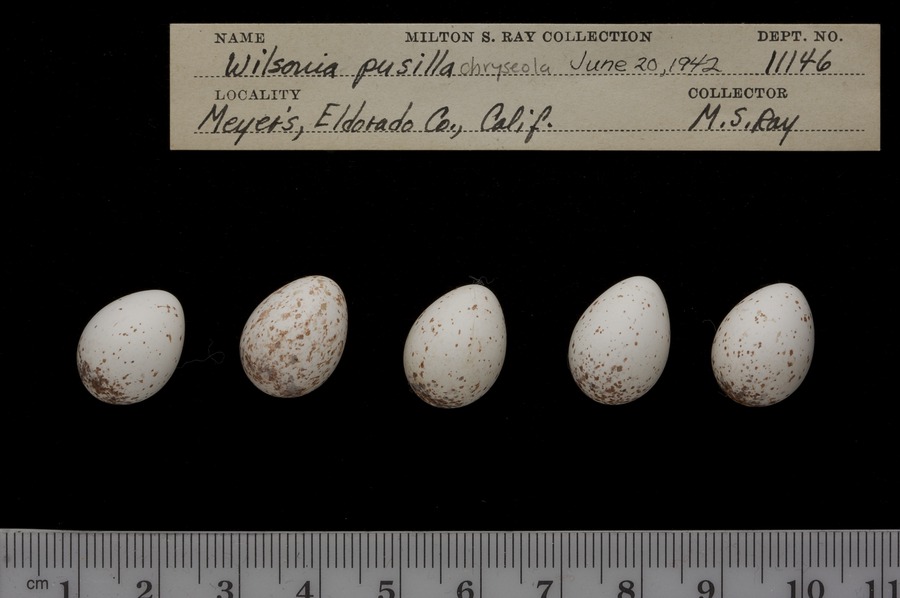 NAME MILTON S. RAY COLLECTION DEPT. NO.
Wilsonia pusilla chryseola June 20, 1942 11146
LOCALITY COLLECTOR
Meyer's, Eldorado Co., Calif. M. S. Ray
cm 1 2 3 4 5 6 7 8 9 10 11